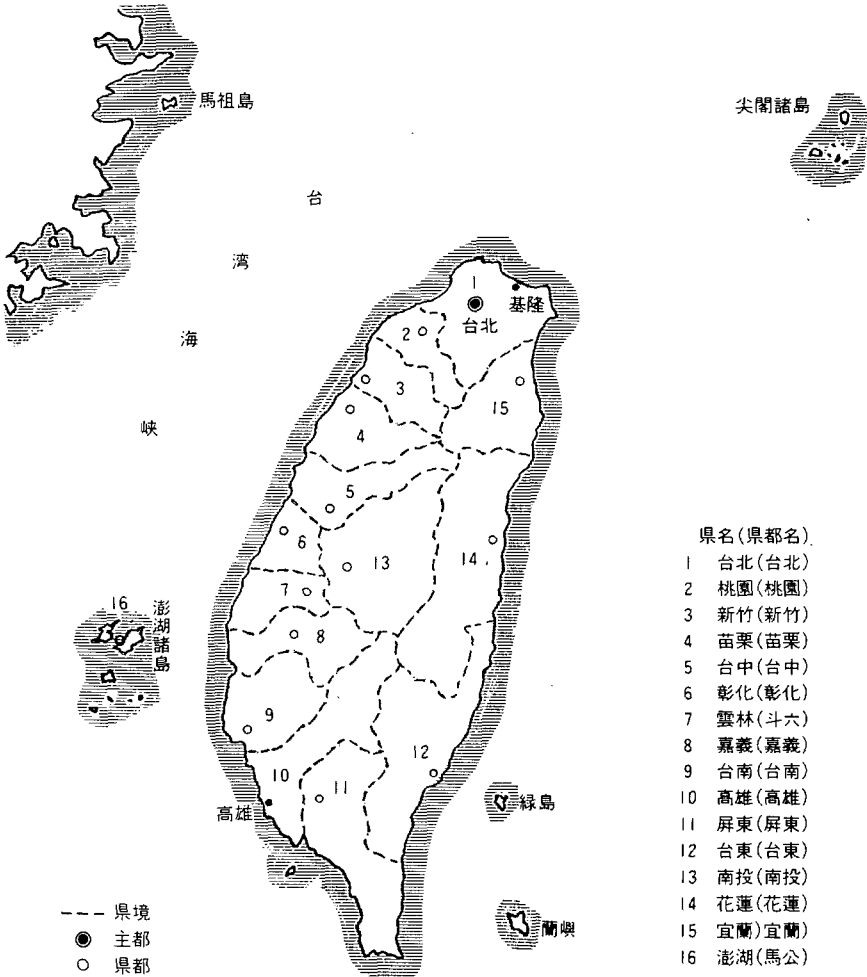 馬祖島
尖閣諸島
台
湾
海
峡
1
基隆
台北
2
3
15
4
5
6
13
14
7
16
澎湖諸島
8
9
12
10
11
高雄
緑島
蘭嶼
県境
主都
県都
県名(県都名)
1 台北(台北)
2 桃園(桃園)
3 新竹(新竹)
4 苗栗(苗栗)
5 台中(台中)
6 彰化(彰化)
7 雲林(斗六)
8 嘉義(嘉義)
9 台南(台南)
10 高雄(高雄)
11 屏東(屏東)
12 台東(台東)
13 南投(南投)
14 花蓮(花蓮)
15 宜蘭)宜蘭)
16 澎湖(馬公)